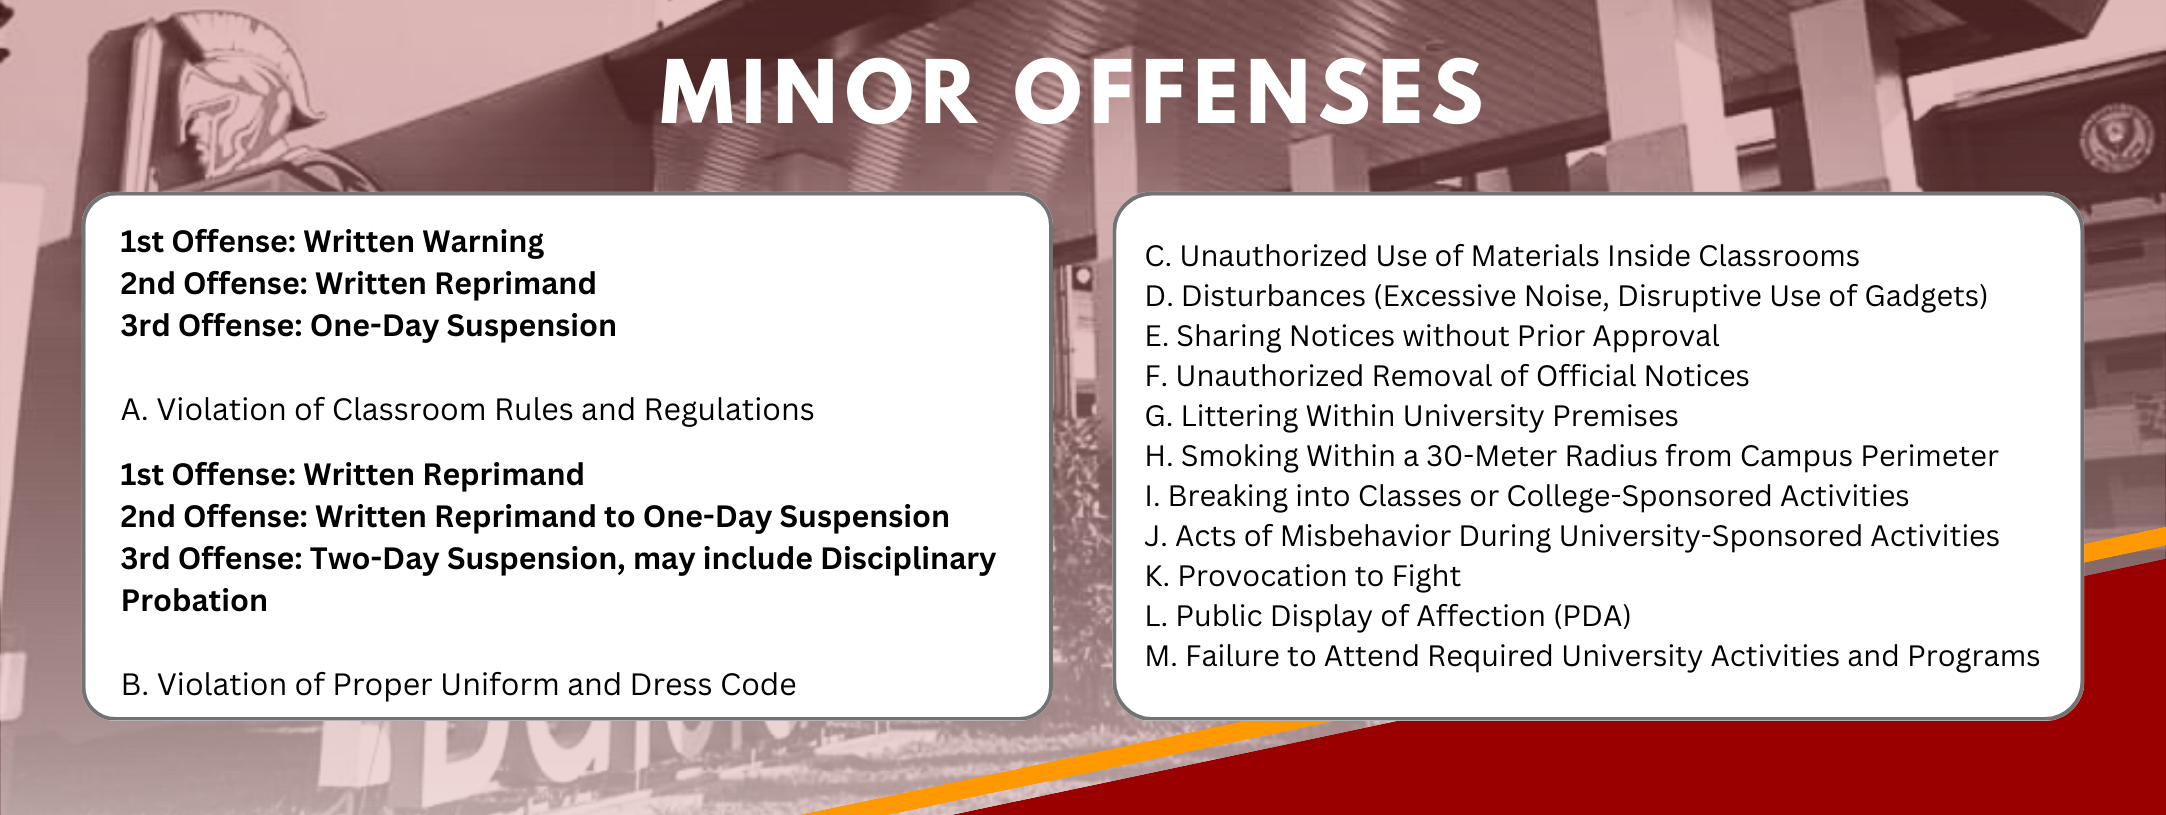 MINOR OFFENSES
1st Offense: Written Warning
2nd Offense: Written Reprimand
3rd Offense: One-Day Suspension
A. Violation of Classroom Rules and Regulations
1st Offense: Written Reprimand
2nd Offense: Written Reprimand to One-Day Suspension
3rd Offense: Two-Day Suspension, may include Disciplinary
Probation
B. Violation of Proper Uniform and Dress Code
C. Unauthorized Use of Materials Inside Classrooms
D. Disturbances (Excessive Noise, Disruptive Use of Gadgets)
E. Sharing Notices without Prior Approval
F. Unauthorized Removal of Official Notices
G. Littering Within University Premises
H. Smoking Within a 30-Meter Radius from Campus Perimeter
I. Breaking into Classes or College-Sponsored Activities
J. Acts of Misbehavior During University-Sponsored Activities
K. Provocation to Fight
L. Public Display of Affection (PDA)
M. Failure to Attend Required University Activities and Programs